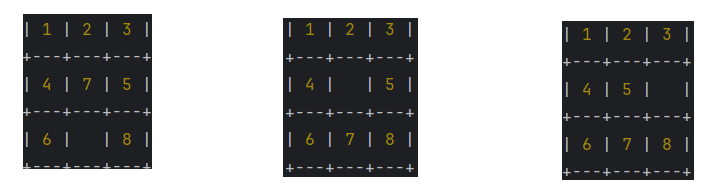 | 1 | 2 | 3 |
+---+---+---+
| 4 | 7 | 5 |
+---+---+---+
| 6 |   | 8 |
+---+---+---+
| 1 | 2 | 3 |
+---+---+---+
| 4 |   | 5 |
+---+---+---+
| 6 | 7 | 8 |
+---+---+---+
| 1 | 2 | 3 |
+---+---+---+
| 4 | 5 |   |
+---+---+---+
| 6 | 7 | 8 |
+---+---+---+